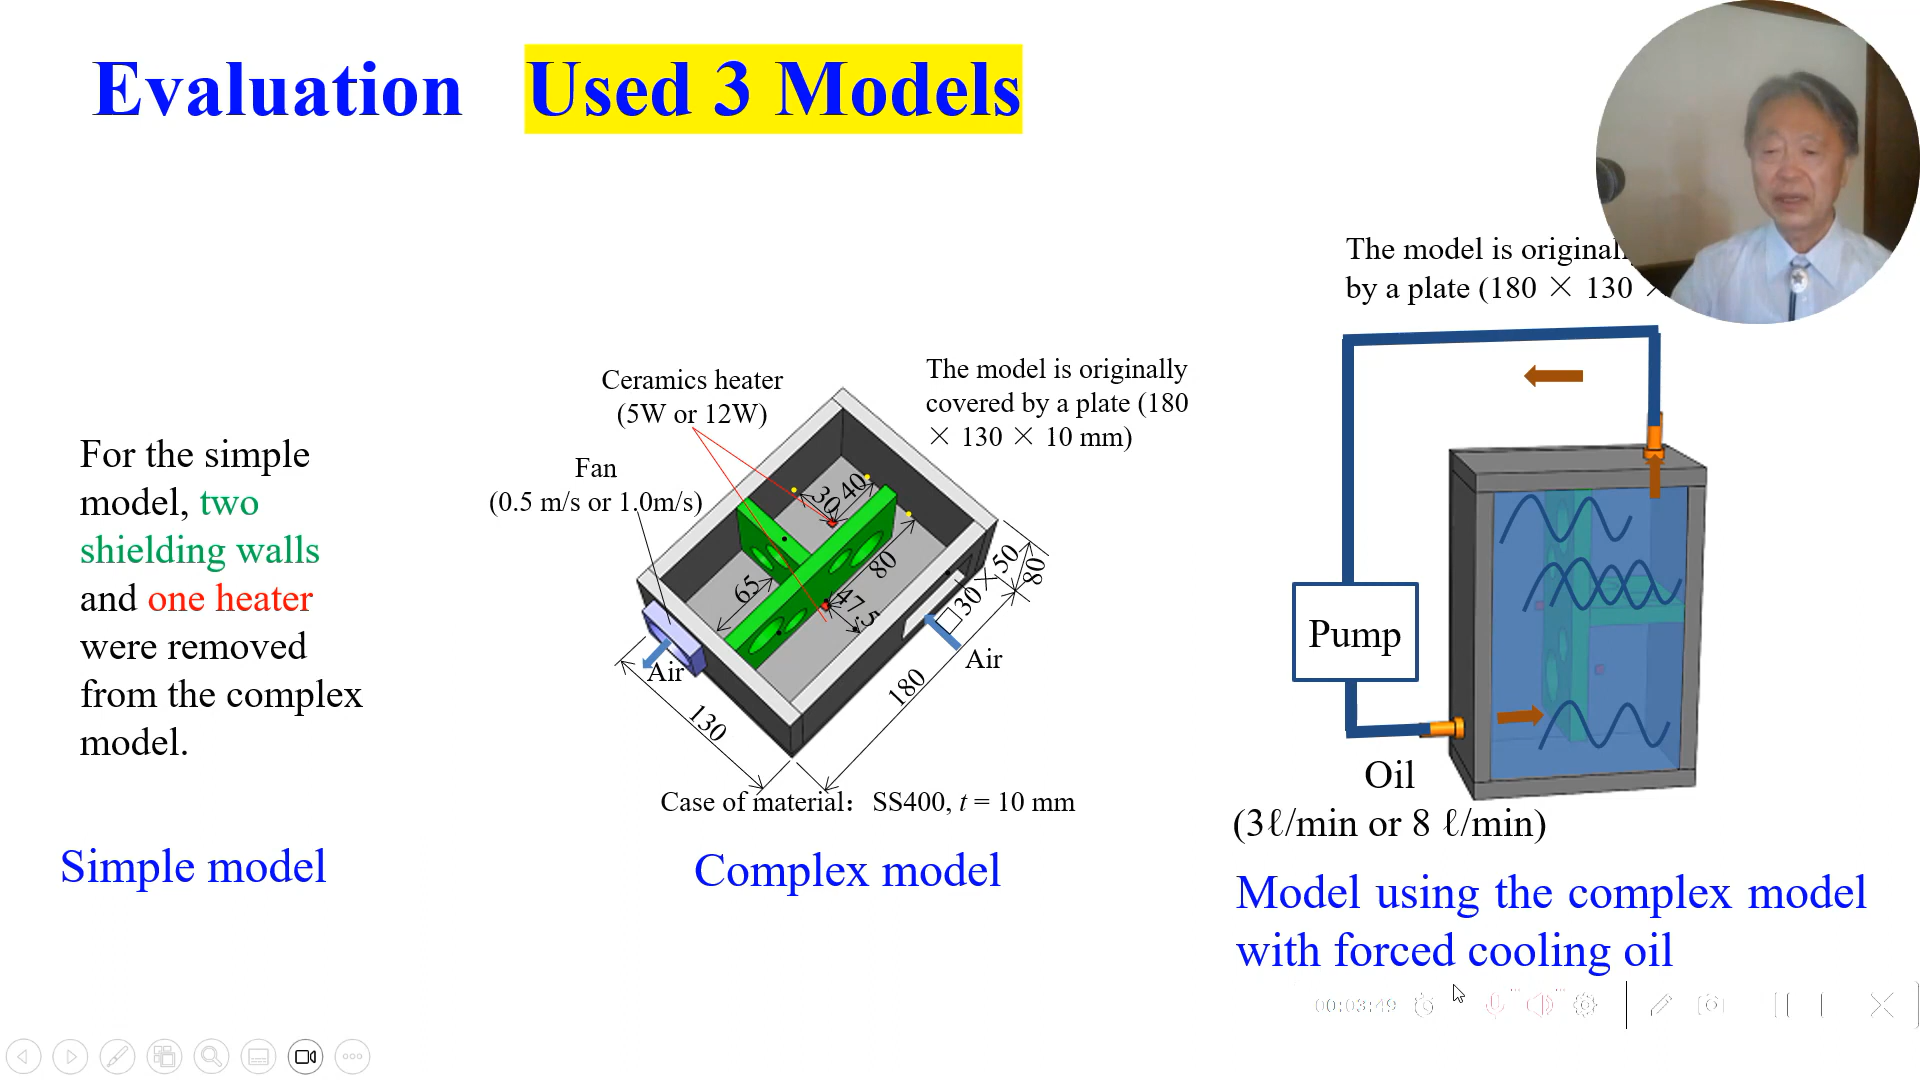 Evaluation Used 3 Models
The model is original
by a plate (180 × 130 ×
Ceramics heater
(5W or 12W)
The model is originally
covered by a plate (180
× 130 × 10 mm)
Fan
(0.5 m/s or 1.0m/s)
For the simple
model, two
shielding walls
and one heater
were removed
from the complex
model.
30
40
80
65
47.5
□30 × 50
80
Air
Air
180
130
Pump
Case of material: SS400, t = 10 mm
Oil
(3ℓ/min or 8 ℓ/min)
Simple model
Complex model
Model using the complex model
with forced cooling oil
00:03:49